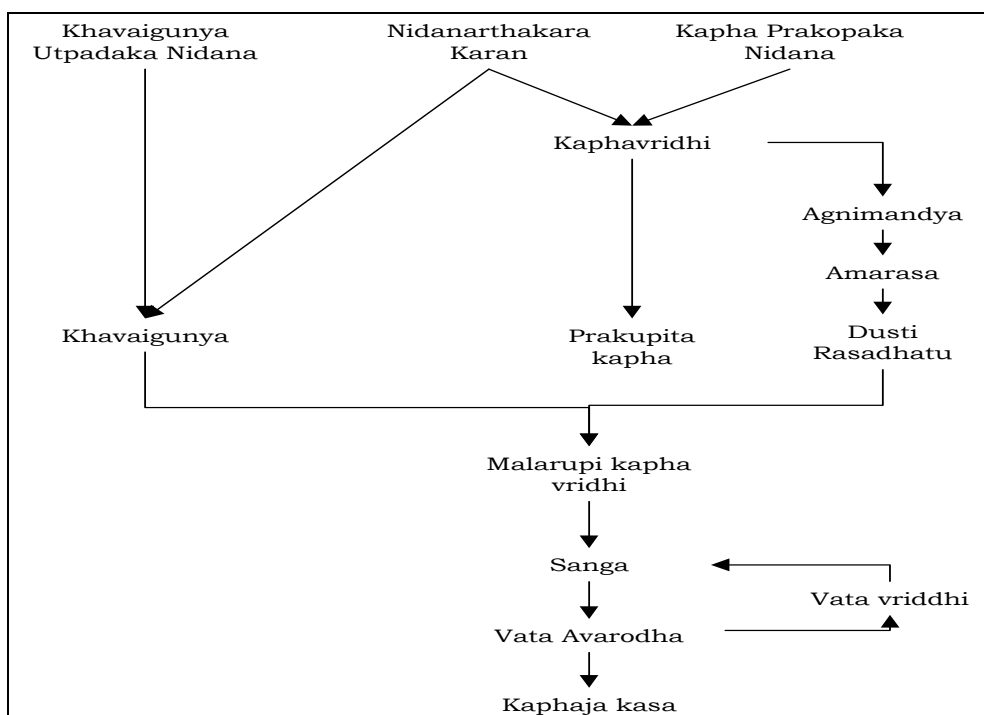 Khavaigunya
Utpadaka Nidana
Nidanarthakara
Karan
Kapha Prakopaka
Nidana
Kaphavridhi
Agnimandya
Amarasa
Khavaigunya
Prakupita
kapha
Dusti
Rasadhatu
Malarupi kapha
vridhi
Sanga
Vata vriddhi
Vata Avarodha
Kaphaja kasa